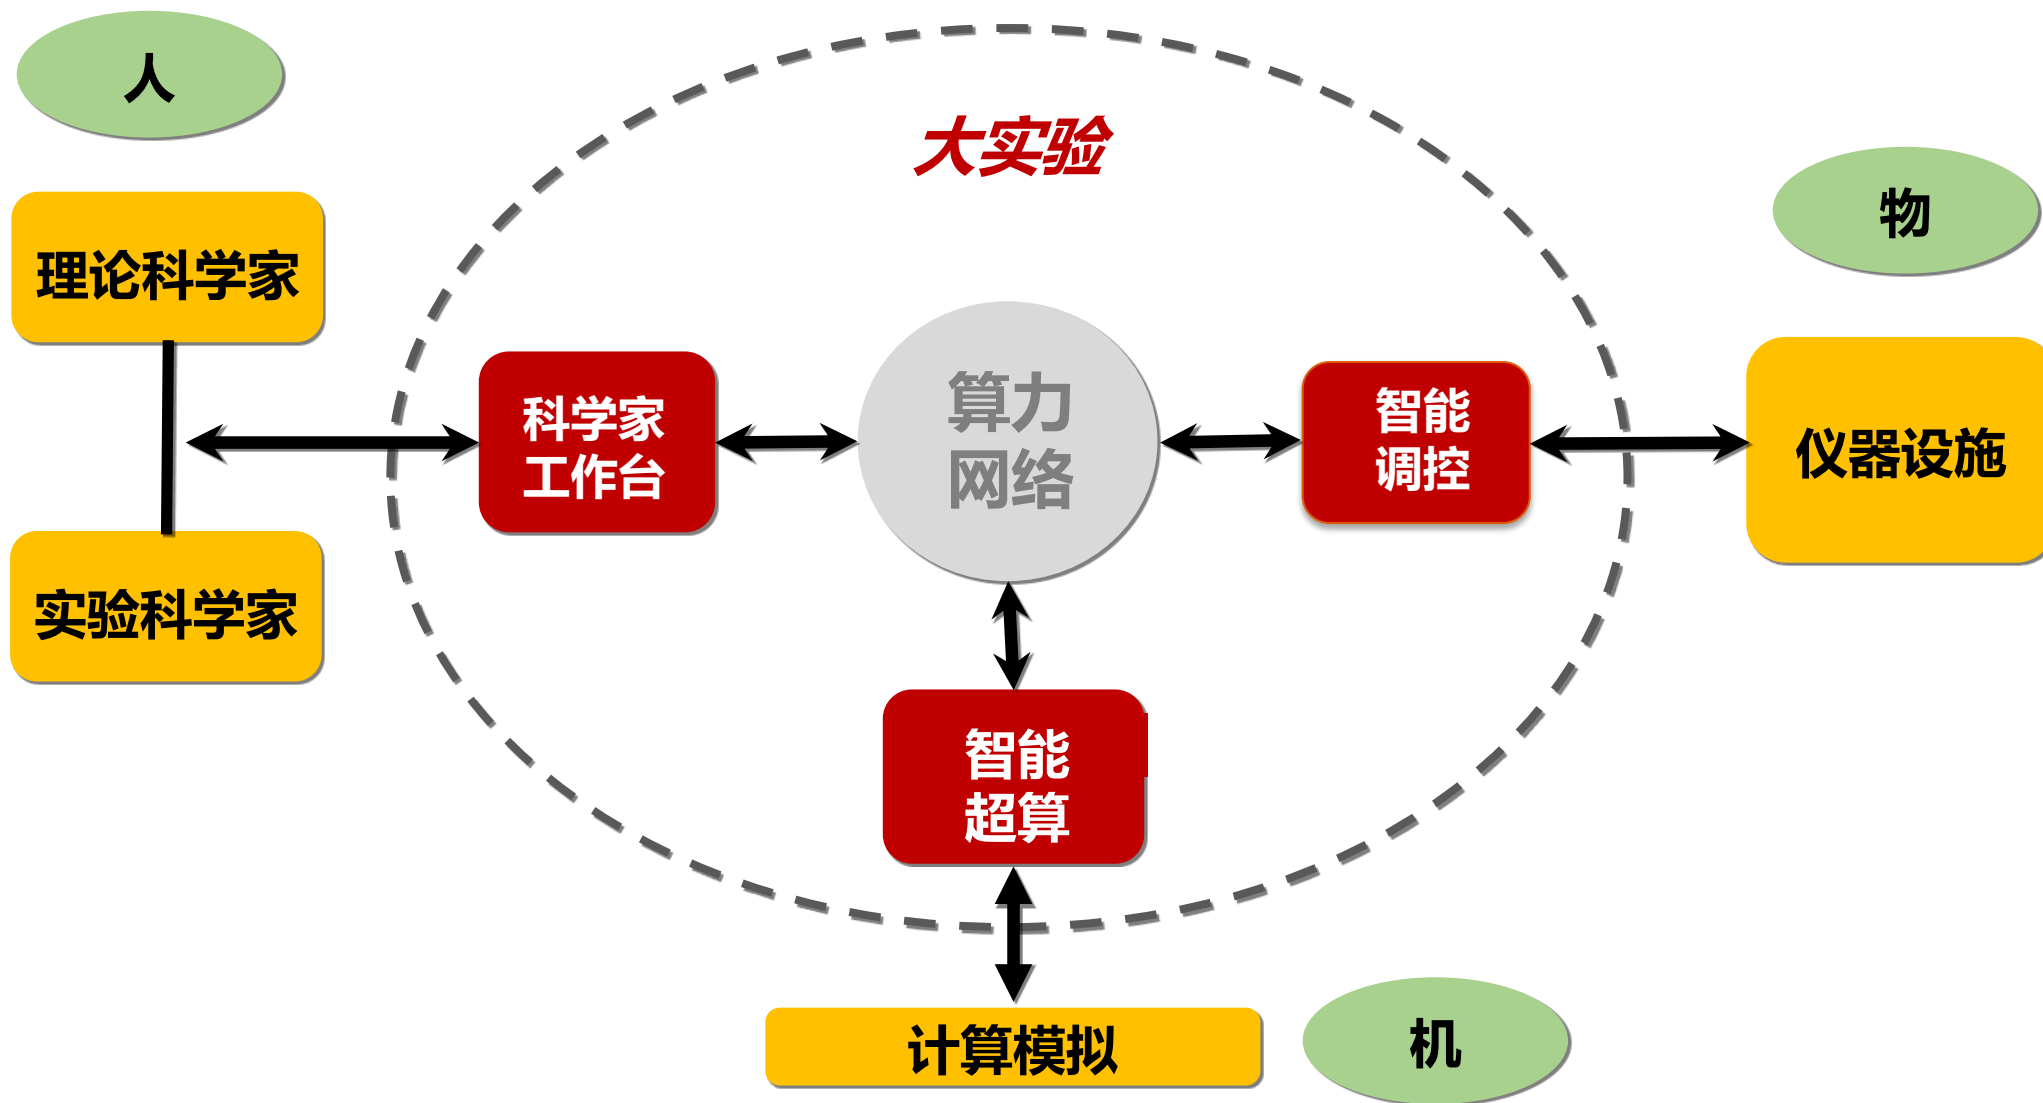 人
大实验
物
理论科学家
科学家
工作台
算力
网络
智能
调控
仪器设施
实验科学家
智能
超算
计算模拟
机